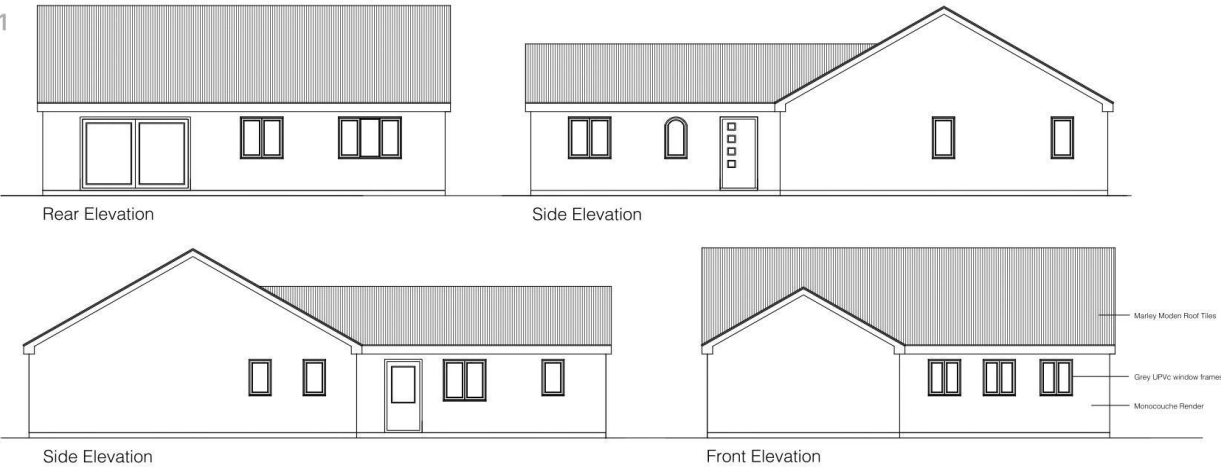 1
Rear Elevation
Side Elevation
Side Elevation
Front Elevation
Marley Moden Roof Tiles
Grey UPVc window frames
Monocouche Render